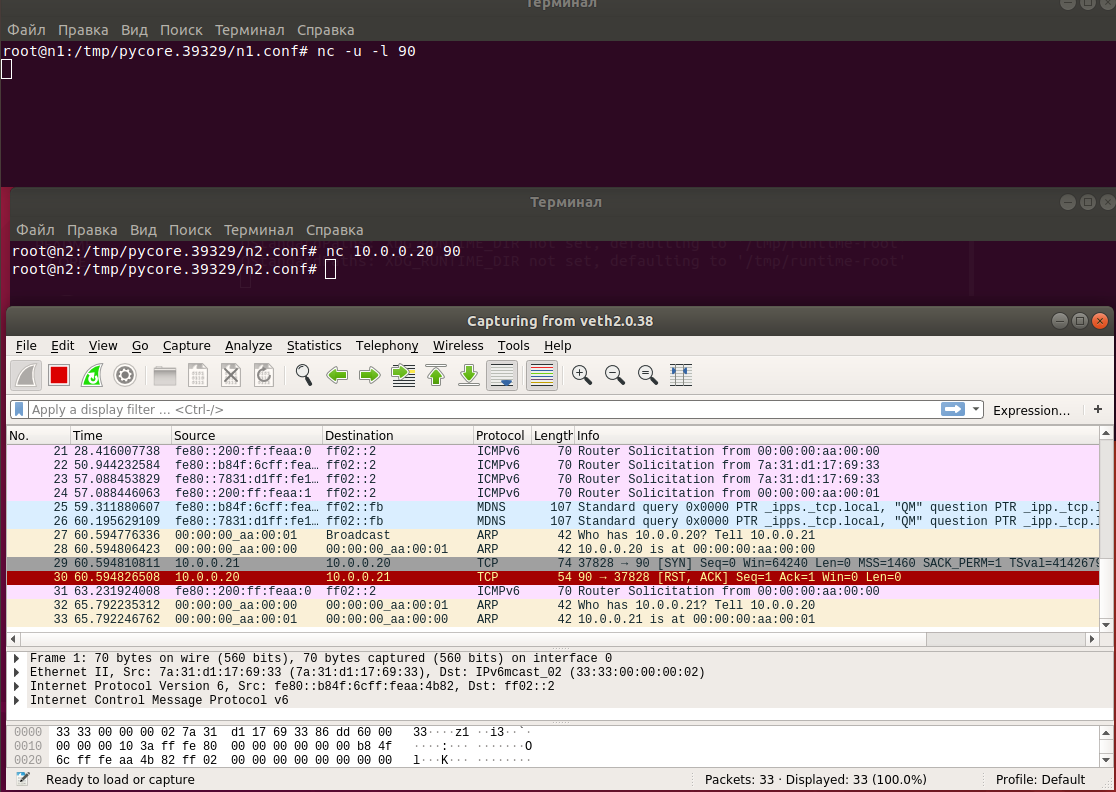 Терминал
Файл Правка Вид Поиск Терминал Справка
root@n1:/tmp/pycore.39329/n1.conf# nc -u -l 90
Терминал
Файл Правка Вид Поиск Терминал Справка
root@n2:/tmp/pycore.39329/n2.conf# nc 10.0.0.20 90
root@n2:/tmp/pycore.39329/n2.conf#
Capturing from veth2.0.38
File Edit View Go Capture Analyze Statistics Telephony Wireless Tools Help
Apply a display filter ... <Ctrl-/> Expression... +
No. Time Source Destination Protocol Length Info
21 28.416007738 fe80::200:ff:feaa:0 ff02::2 ICMPv6 70 Router Solicitation from 00:00:00:aa:00:00
22 50.944232584 fe80::b84f:6cff:fea… ff02::2 ICMPv6 70 Router Solicitation from 7a:31:d1:17:69:33
23 57.088453829 fe80::7831:d1ff:fe1… ff02::2 ICMPv6 70 Router Solicitation from 7a:31:d1:17:69:33
24 57.088446063 fe80::200:ff:feaa:1 ff02::2 ICMPv6 70 Router Solicitation from 00:00:00:aa:00:01
25 59.311880607 fe80::b84f:6cff:fea… ff02::fb MDNS 107 Standard query 0x0000 PTR _ipps._tcp.local, "QM" question PTR _ipp._tcp.l
26 60.195629109 fe80::7831:d1ff:fe1… ff02::fb MDNS 107 Standard query 0x0000 PTR _ipps._tcp.local, "QM" question PTR _ipp._tcp.l
27 60.594776336 00:00:00_aa:00:01 Broadcast ARP 42 Who has 10.0.0.20? Tell 10.0.0.21
28 60.594806423 00:00:00_aa:00:00 00:00:00_aa:00:01 ARP 42 10.0.0.20 is at 00:00:00:aa:00:00
29 60.594810811 10.0.0.21 10.0.0.20 TCP 74 37828 → 90 [SYN] Seq=0 Win=64240 Len=0 MSS=1460 SACK_PERM=1 TSval=4142679
30 60.594826508 10.0.0.20 10.0.0.21 TCP 54 90 → 37828 [RST, ACK] Seq=1 Ack=1 Win=0 Len=0
31 63.231924008 fe80::200:ff:feaa:0 ff02::2 ICMPv6 70 Router Solicitation from 00:00:00:aa:00:00
32 65.792235312 00:00:00_aa:00:00 00:00:00_aa:00:01 ARP 42 Who has 10.0.0.21? Tell 10.0.0.20
33 65.792246762 00:00:00_aa:00:01 00:00:00_aa:00:00 ARP 42 10.0.0.21 is at 00:00:00:aa:00:01
Frame 1: 70 bytes on wire (560 bits), 70 bytes captured (560 bits) on interface 0
Ethernet II, Src: 7a:31:d1:17:69:33 (7a:31:d1:17:69:33), Dst: IPv6mcast_02 (33:33:00:00:00:02)
Internet Protocol Version 6, Src: fe80::b84f:6cff:feaa:4b82, Dst: ff02::2
Internet Control Message Protocol v6
0000 33 33 00 00 00 02 7a 31 d1 17 69 33 86 dd 60 00 33····z1 ··i3··`·
0010 00 00 00 10 3a ff fe 80 00 00 00 00 00 00 b8 4f ····:··· ·······O
0020 6c ff fe aa 4b 82 ff 02 00 00 00 00 00 00 00 00 l···K··· ········
Ready to load or capture Packets: 33 · Displayed: 33 (100.0%) Profile: Default